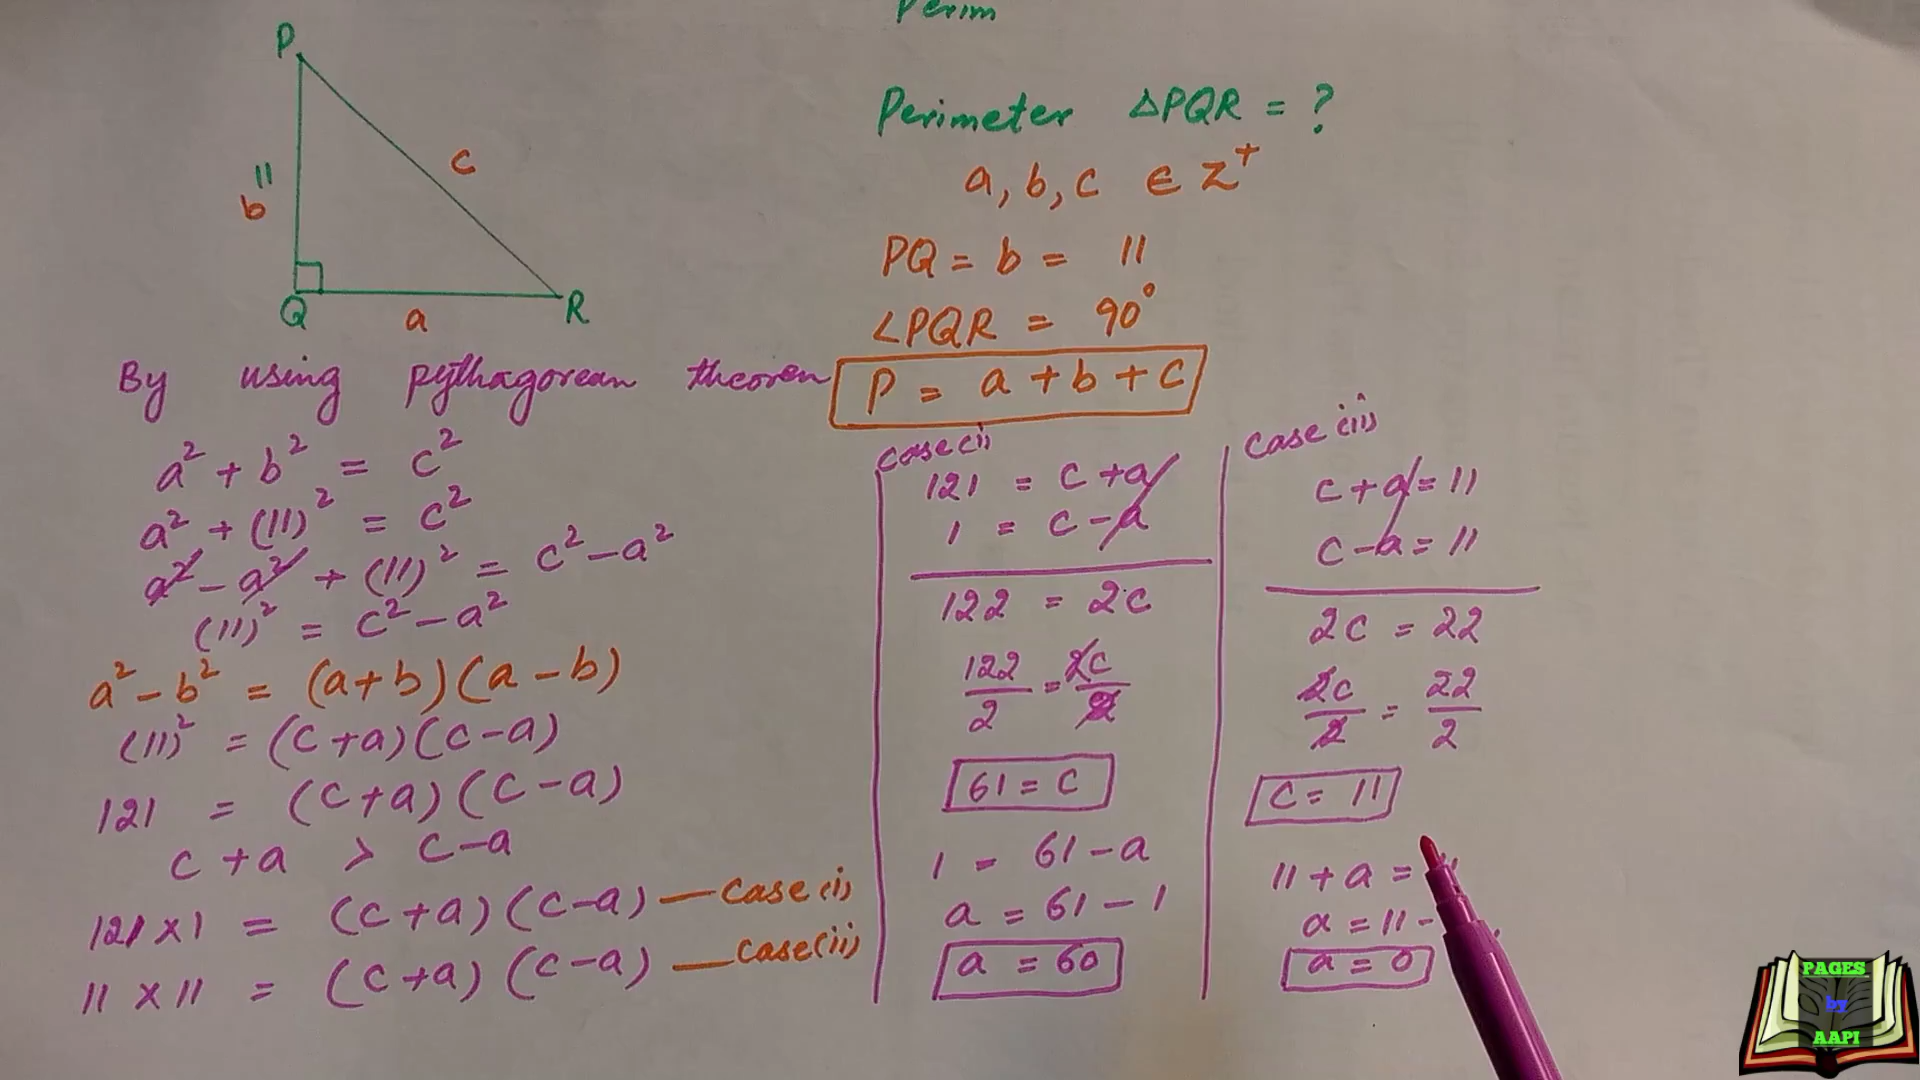 Perim
P
Perimeter △PQR = ?
c
11
b
a, b, c ∈ Z⁺
PQ = b = 11
Q
a
R
∠PQR = 90°
By using pythagorean theorem
P = a + b + c
a² + b² = c²
a² + (11)² = c²
a² - a² + (11)² = c² - a²
(11)² = c² - a²
a² - b² = (a+b)(a-b)
(11)² = (c+a)(c-a)
121 = (c+a)(c-a)
c+a > c-a
121 x 1 = (c+a)(c-a) — Case(i)
11 x 11 = (c+a)(c-a) — Case(ii)
case(i)
121 = c+a
1 = c-a
122 = 2c
122/2 = 2c/2
61 = c
1 = 61-a
a = 61-1
a = 60
case(ii)
c+a = 11
c-a = 11
2c = 22
2c/2 = 22/2
c = 11
11+a =
a = 11-
a = 0
PAGES
by
AAPI